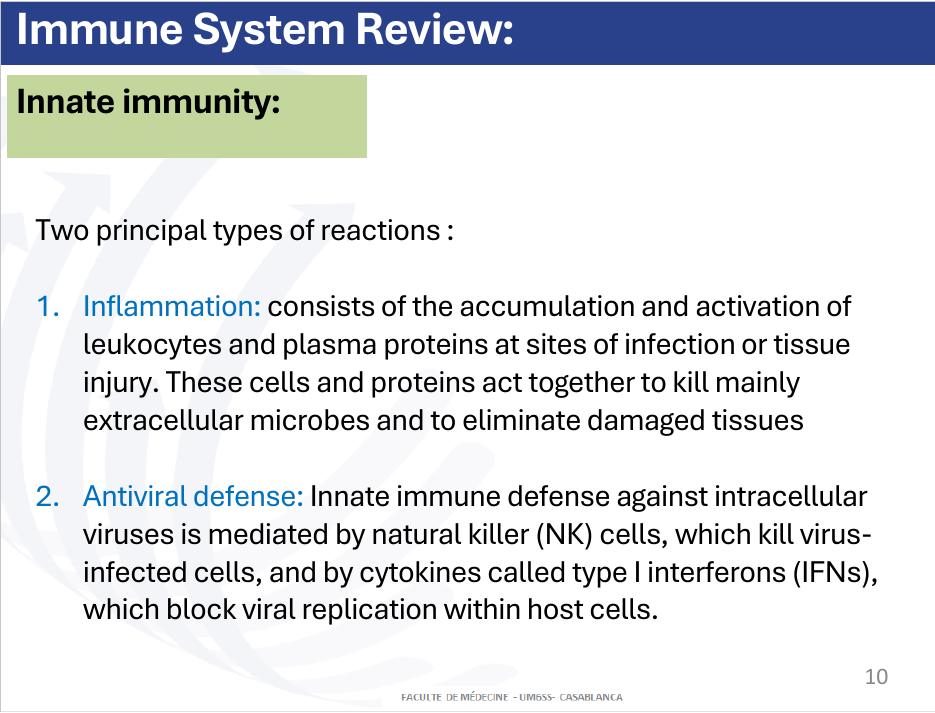 Immune System Review:
Innate immunity:
Two principal types of reactions :
1. Inflammation: consists of the accumulation and activation of
leukocytes and plasma proteins at sites of infection or tissue
injury. These cells and proteins act together to kill mainly
extracellular microbes and to eliminate damaged tissues
2. Antiviral defense: Innate immune defense against intracellular
viruses is mediated by natural killer (NK) cells, which kill virus-
infected cells, and by cytokines called type I interferons (IFNs),
which block viral replication within host cells.
10
FACULTE DE MÉDECINE - UM6SS- CASABLANCA